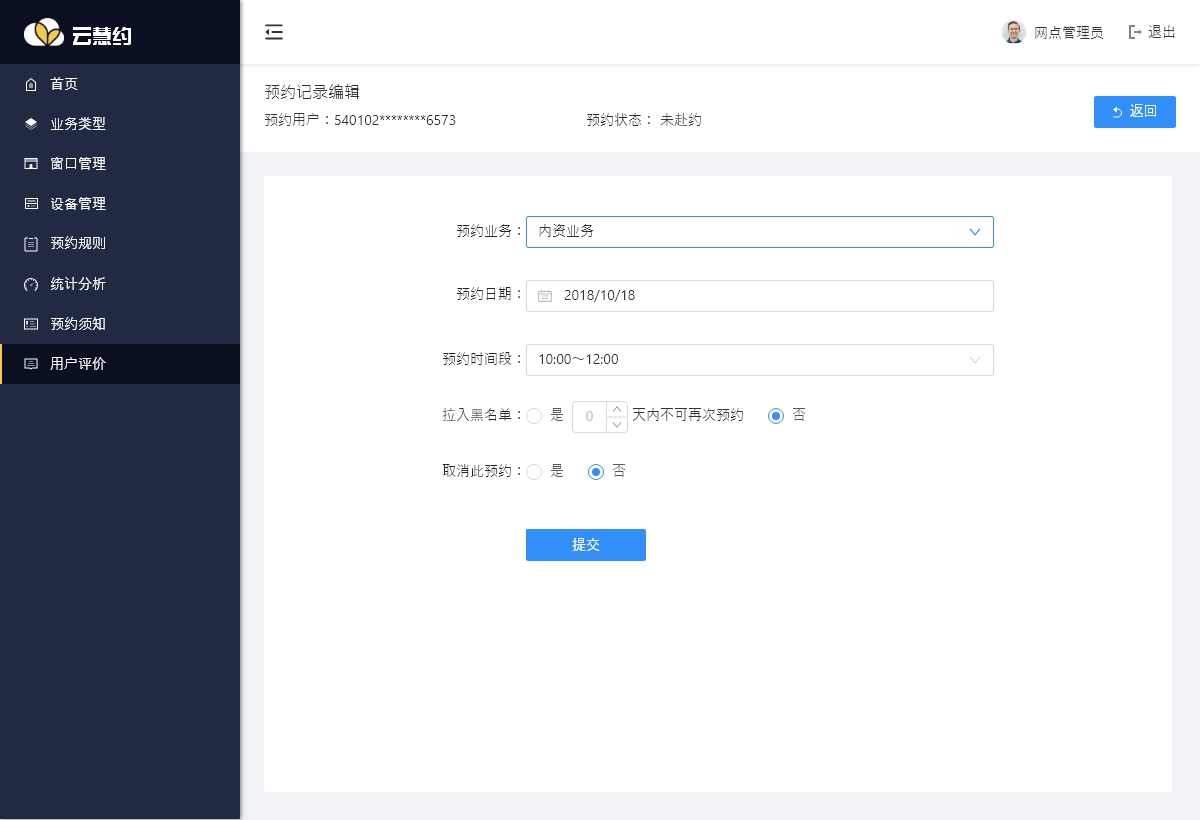 云慧约
网点管理员
退出
首页
业务类型
窗口管理
设备管理
预约规则
统计分析
预约须知
用户评价
预约记录编辑
预约用户：540102********6573
预约状态： 未赴约
返回
预约业务：内资业务
预约日期：2018/10/18
预约时间段：10:00～12:00
拉入黑名单： 是 0 天内不可再次预约 否
取消此预约： 是 否
提交